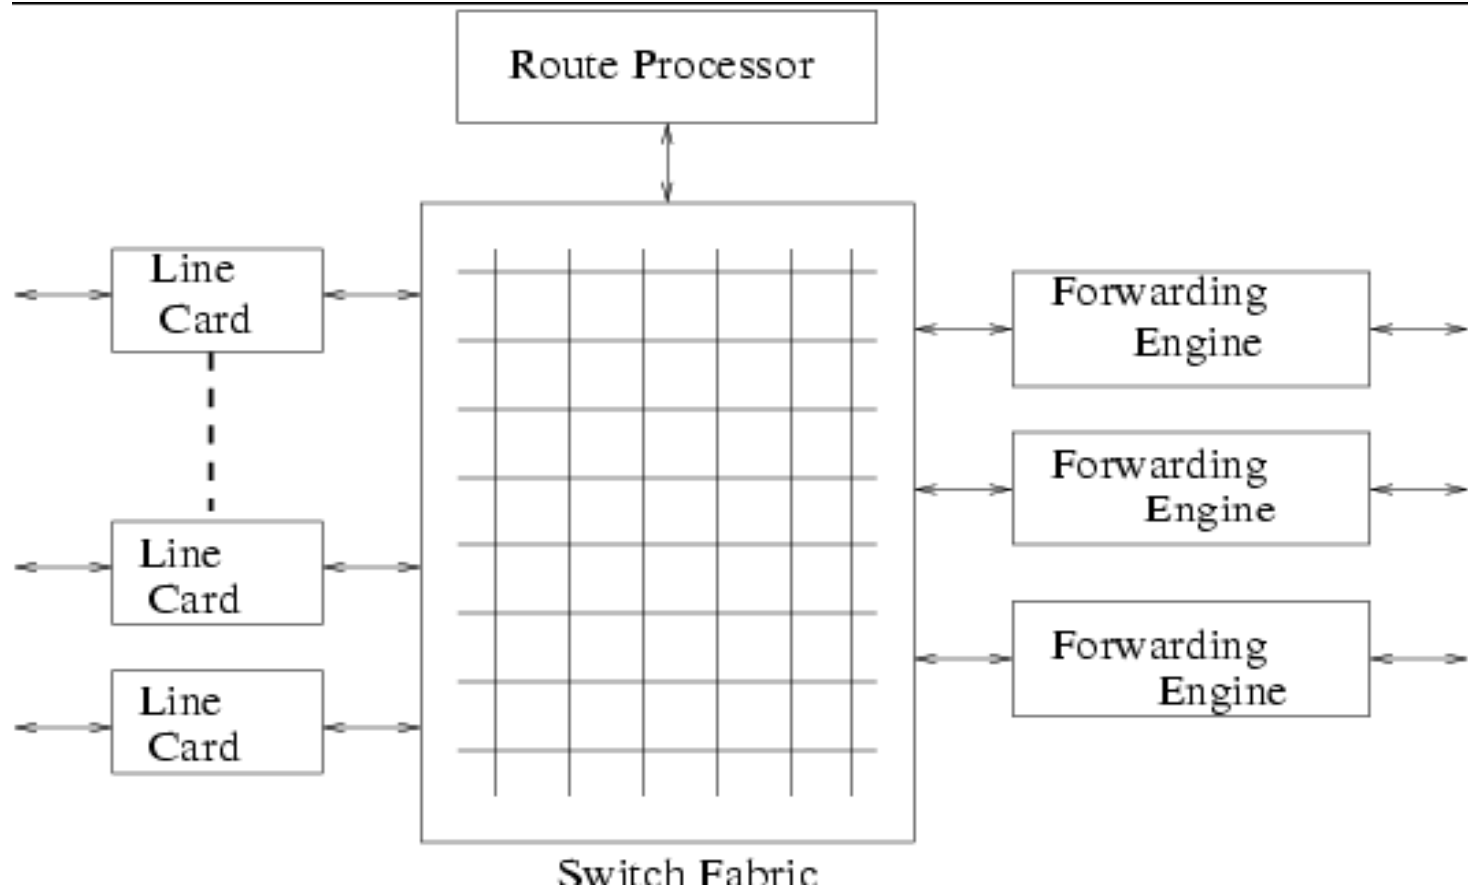 Route Processor
Line
Card
Line
Card
Line
Card
Forwarding
Engine
Forwarding
Engine
Forwarding
Engine
Switch Fabric